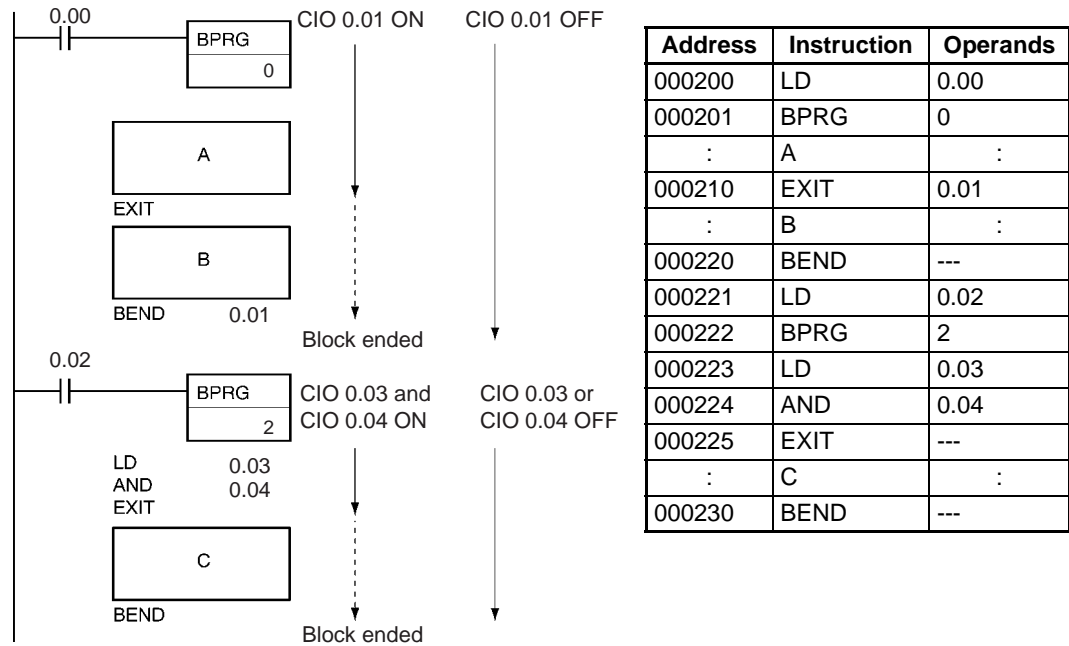 0.00
BPRG
0
CIO 0.01 ON
CIO 0.01 OFF
A
EXIT
B
BEND 0.01
Block ended
0.02
BPRG
2
CIO 0.03 and
CIO 0.04 ON
CIO 0.03 or
CIO 0.04 OFF
LD 0.03
AND 0.04
EXIT
C
BEND
Block ended
Address Instruction Operands
000200 LD 0.00
000201 BPRG 0
: A :
000210 EXIT 0.01
: B :
000220 BEND ---
000221 LD 0.02
000222 BPRG 2
000223 LD 0.03
000224 AND 0.04
000225 EXIT ---
: C :
000230 BEND ---